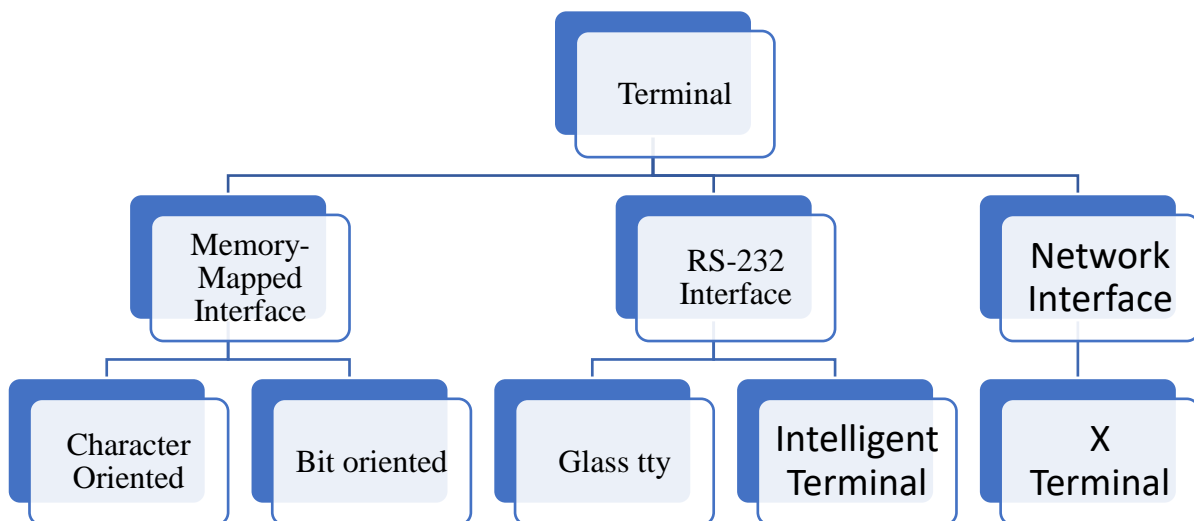 Terminal
Memory-
Mapped
Interface
RS-232
Interface
Network
Interface
Character
Oriented
Bit oriented
Glass tty
Intelligent
Terminal
X
Terminal